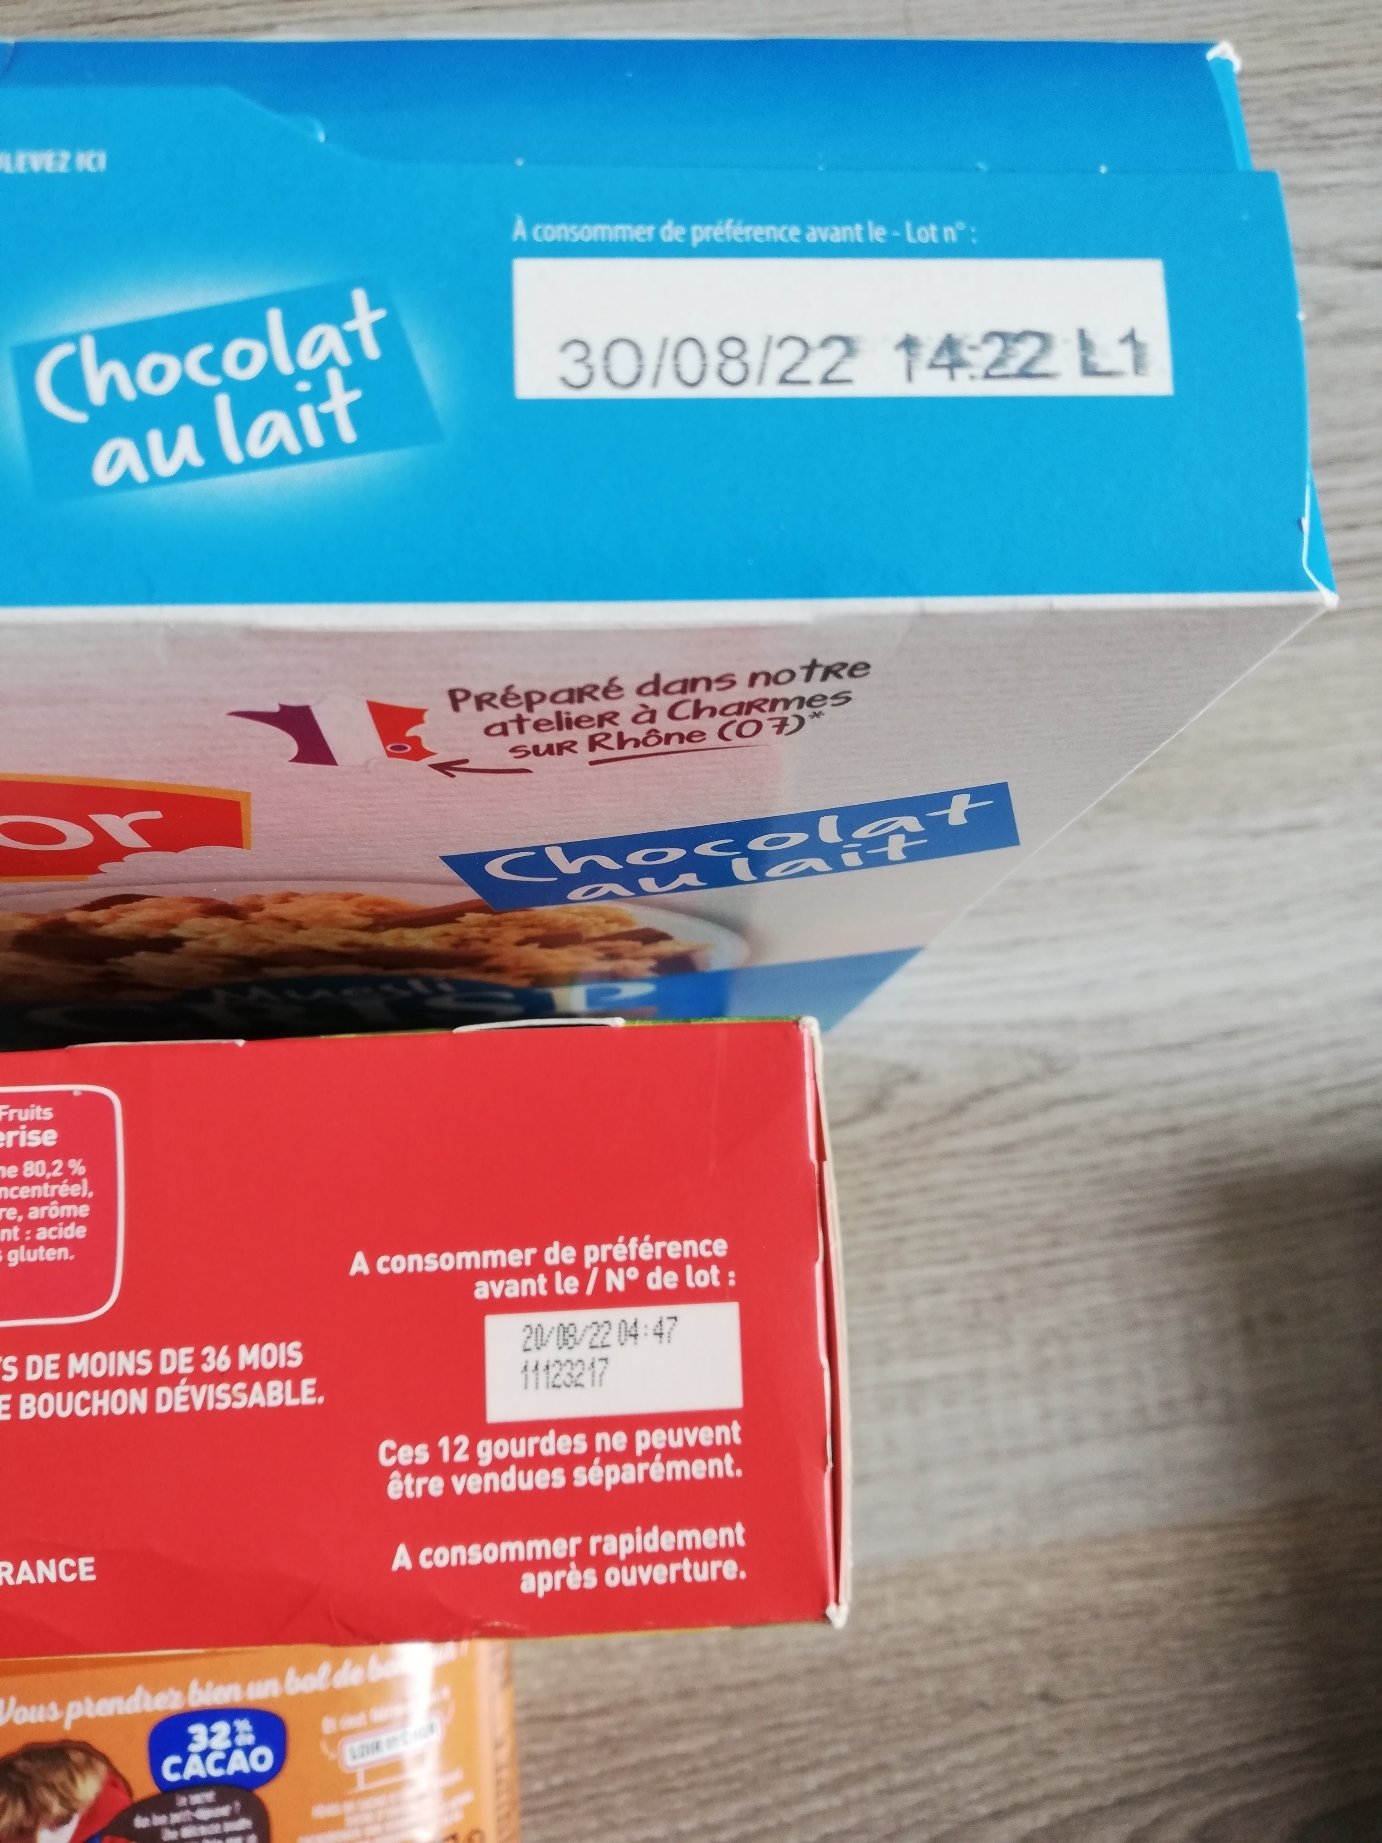 LEVEZ ICI
À consommer de préférence avant le - Lot n° :
30/08/22 14:22 L1
Chocolat
au lait
Préparé dans notre
atelier à Charmes
sur Rhône (07)*
or
Chocolat
au lait
Muesli
CRISP
Fruits
erise
ne 80,2 %
ncentrée),
re, arôme
nt : acide
gluten.
A consommer de préférence
avant le / N° de lot :
20/08/22 04:47
11123217
'S DE MOINS DE 36 MOIS
E BOUCHON DÉVISSABLE.
Ces 12 gourdes ne peuvent
être vendues séparément.
A consommer rapidement
après ouverture.
RANCE
Vous prendrez bien un bol de
32% de
CACAO